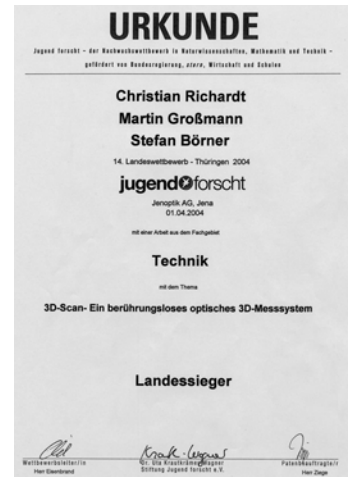 URKUNDE
Jugend forscht – der Nachwuchswettbewerb in Naturwissenschaften, Mathematik und Technik –
gefördert von Bundesregierung, stern, Wirtschaft und Schulen
Christian Richardt
Martin Großmann
Stefan Börner
14. Landeswettbewerb - Thüringen 2004
jugend forscht
Jenoptik AG, Jena
01.04.2004
mit einer Arbeit aus dem Fachgebiet
Technik
mit dem Thema
3D-Scan- Ein berührungsloses optisches 3D-Messsystem
Landessieger
Wettbewerbsleiter/in
Herr Eisenbrand
Dr. Uta Krautkrämer-Wagner
Stiftung Jugend forscht e.V.
Patenbeauftragte/r
Herr Ziege